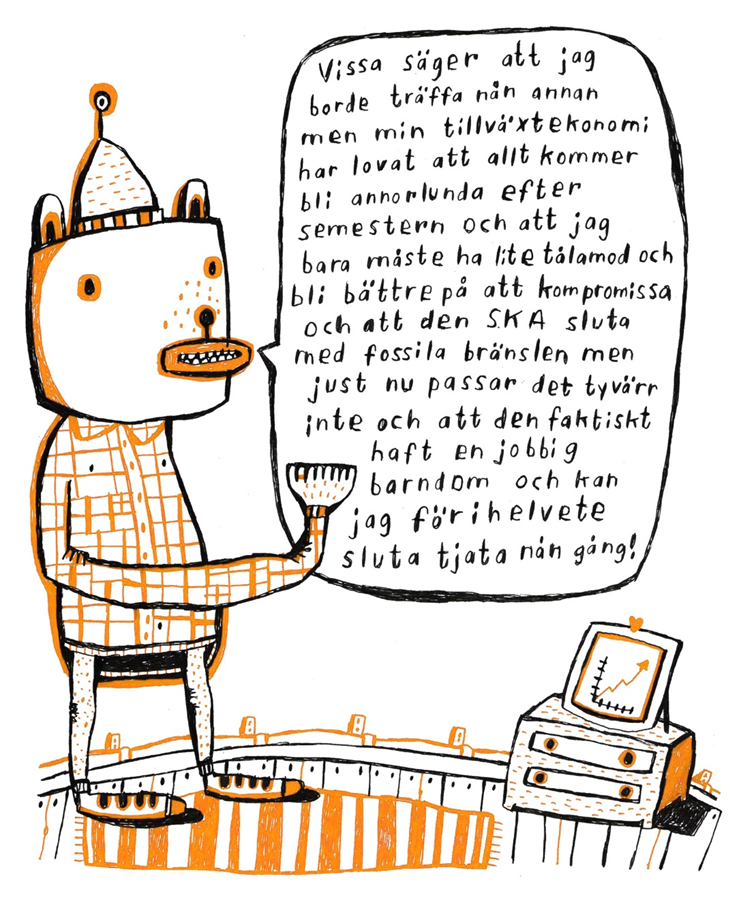 Vissa säger att jag
borde träffa nån annan
men min tillväxtekonomi
har lovat att allt kommer
bli annorlunda efter
semestern och att jag
bara måste ha lite tålamod och
bli bättre på att kompromissa
och att den SKA sluta
med fossila bränslen men
just nu passar det tyvärr
inte och att den faktiskt
haft en jobbig
barndom och kan
jag förihelvete
sluta tjata nån gång!